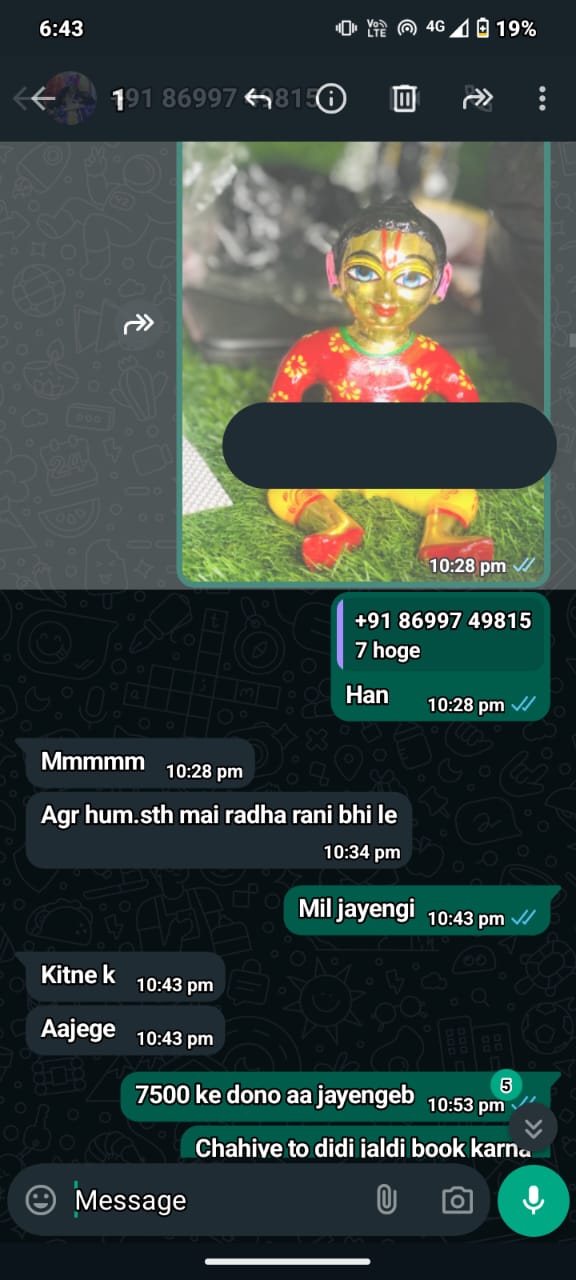 6:43
Vo))
LTE
4G
19%
1
+91 86997 49815
10:28 pm
+91 86997 49815
7 hoge
Han
10:28 pm
Mmmmm
10:28 pm
Agr hum.sth mai radha rani bhi le
10:34 pm
Mil jayengi
10:43 pm
Kitne k
10:43 pm
Aajege
10:43 pm
7500 ke dono aa jayengeb
10:53 pm
5
Chahiye to didi jaldi book karna
Message